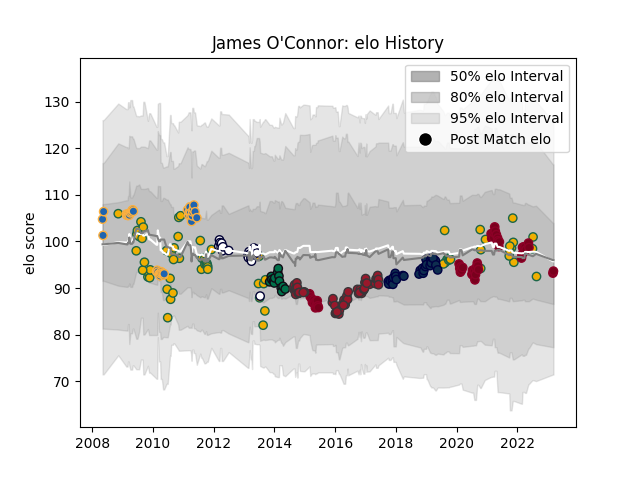 James O'Connor: elo History
50% elo Interval
80% elo Interval
95% elo Interval
Post Match elo
elo score
130
120
110
100
90
80
70
2008
2010
2012
2014
2016
2018
2020
2022